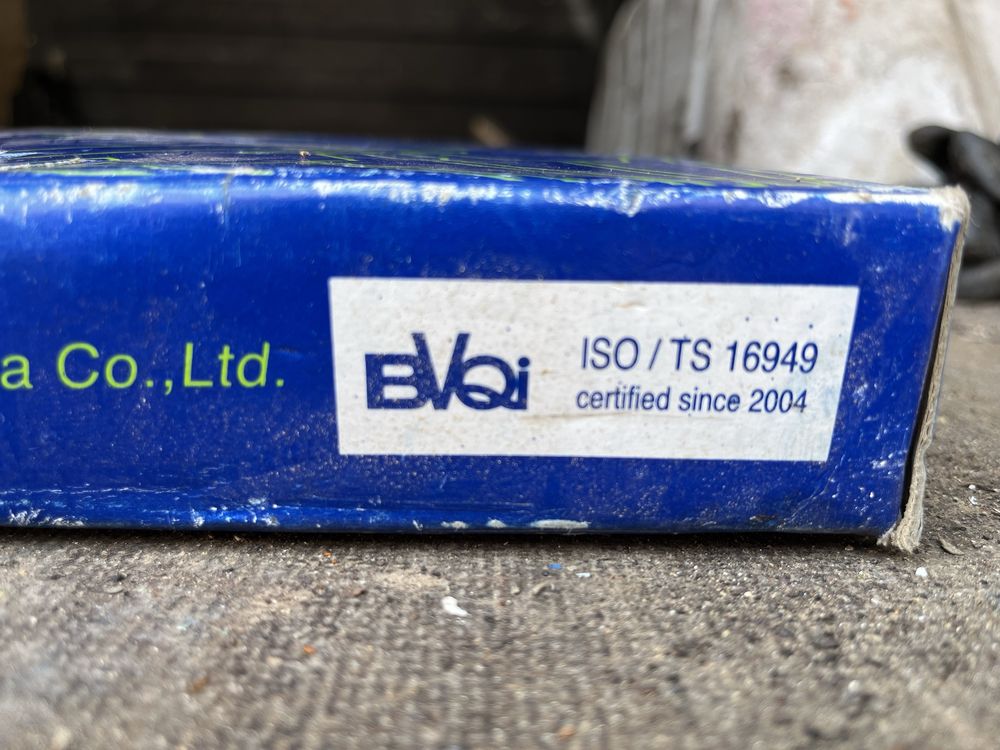 a Co.,Ltd.
BVQi
ISO / TS 16949
certified since 2004